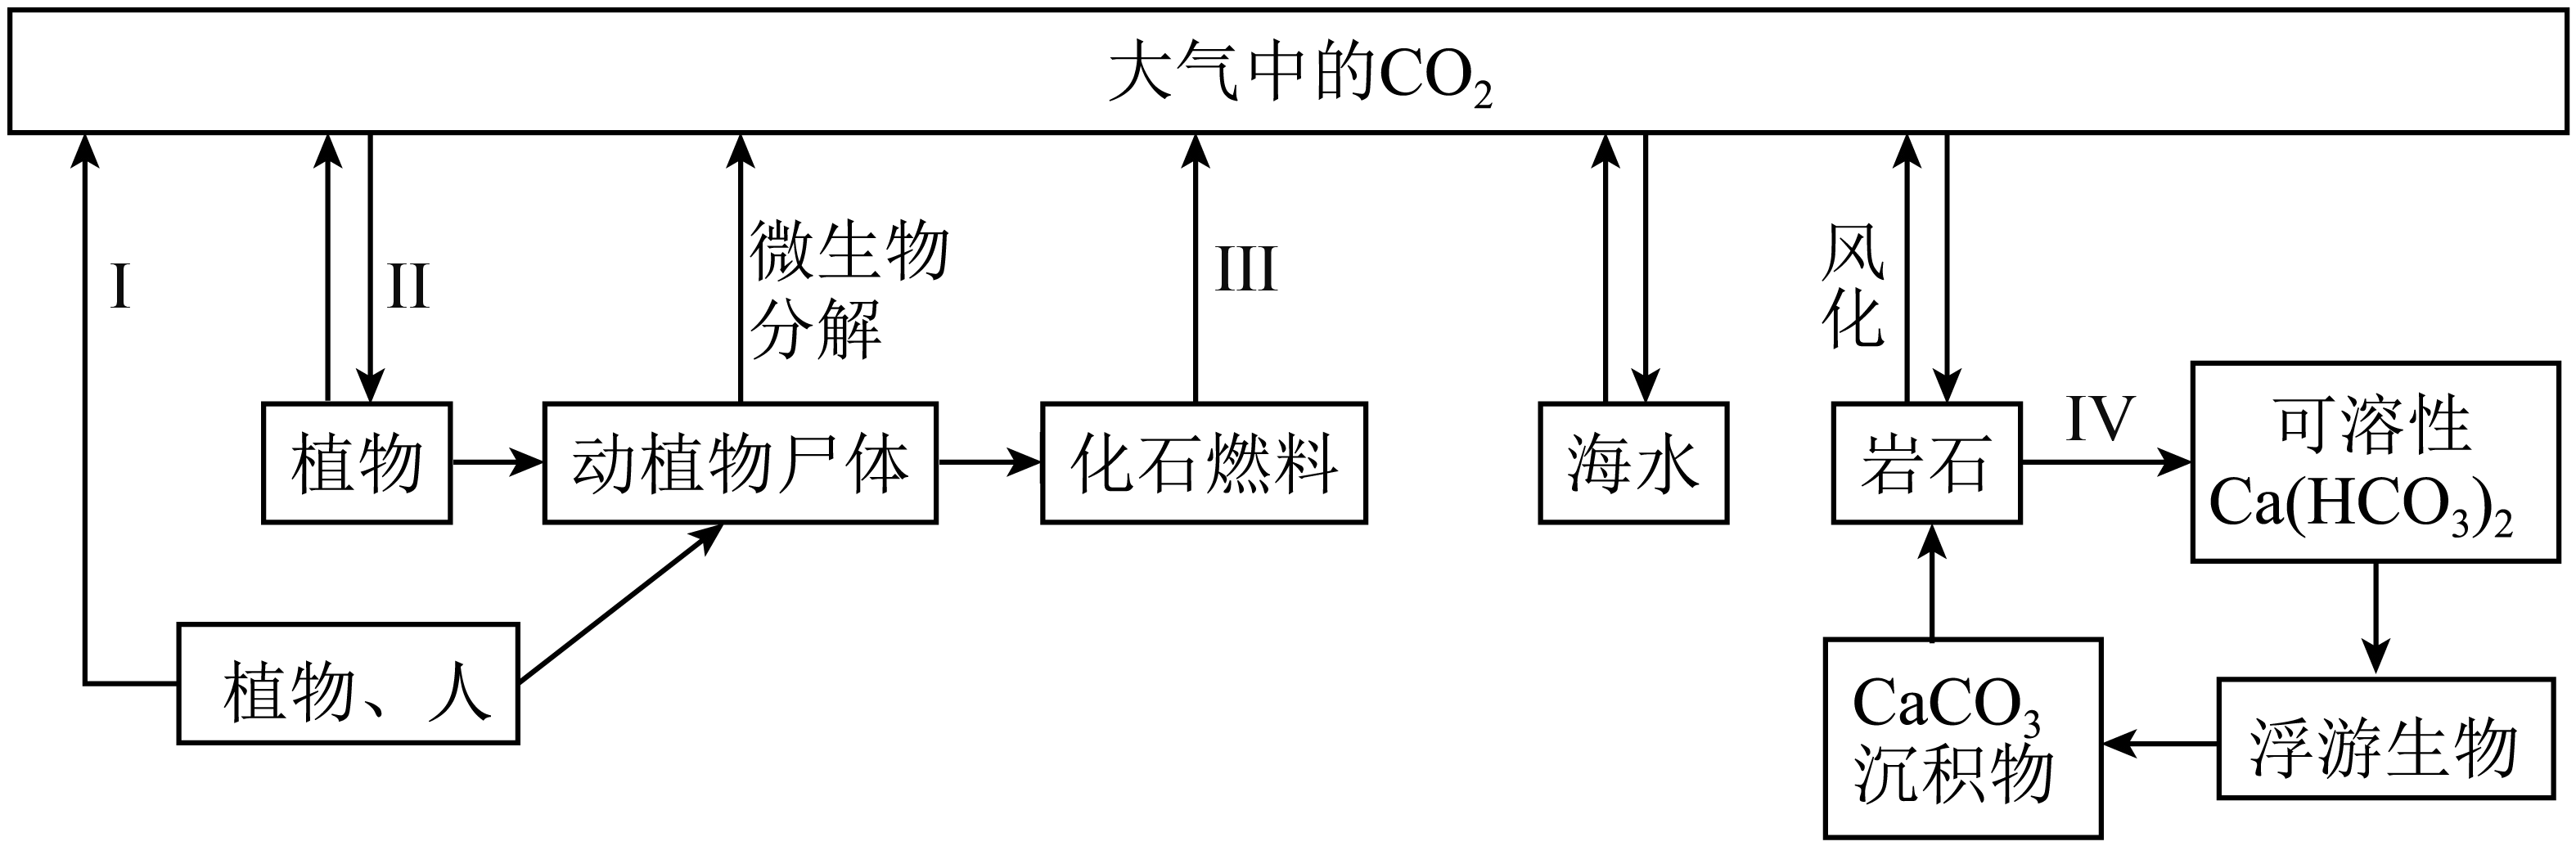 大气中的CO₂
I
II
微生物
分解
III
风
化
植物
动植物尸体
化石燃料
海水
岩石
IV
可溶性
Ca(HCO₃)₂
植物、人
CaCO₃
沉积物
浮游生物